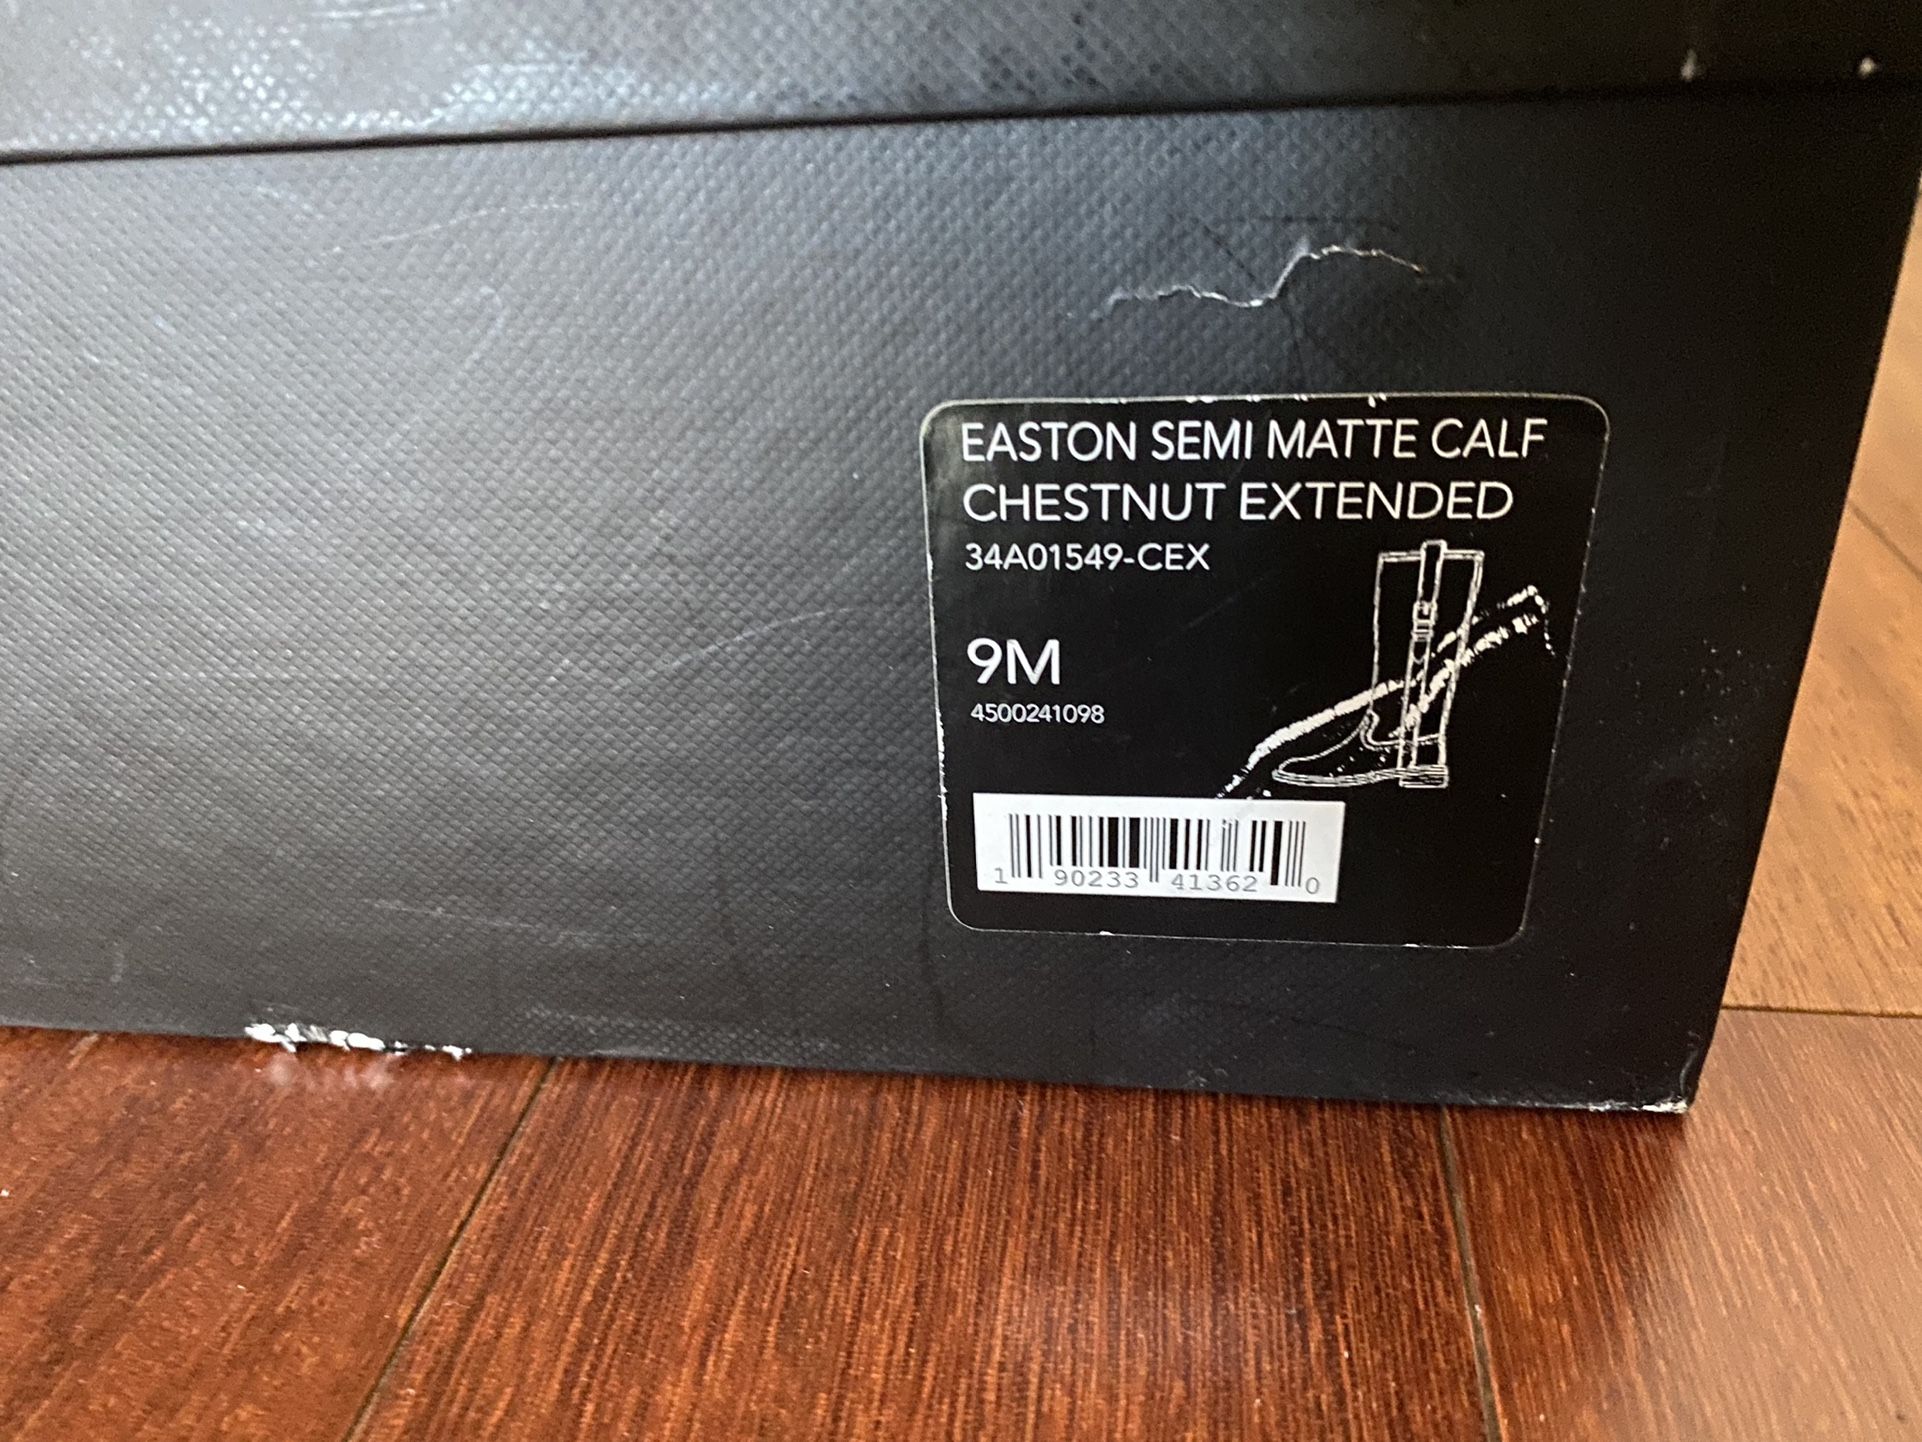 EASTON SEMI MATTE CALF
CHESTNUT EXTENDED
34A01549-CEX
9M
4500241098
1 90233 41362 0